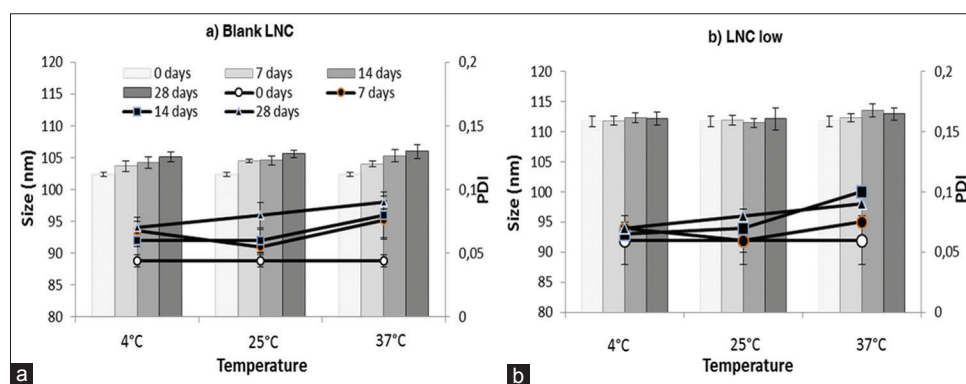 a) Blank LNC
120
115
110
105
100
95
90
85
80
Size (nm)
0 days
7 days
14 days
28 days
0 days
7 days
14 days
28 days
0,2
0,15
0,1
0,05
0
PDI
4°C
25°C
37°C
Temperature
a
b) LNC low
120
115
110
105
100
95
90
85
80
Size (nm)
0,2
0,15
0,10
0,05
0
PDI
4°C
25°C
37°C
Temperature
b